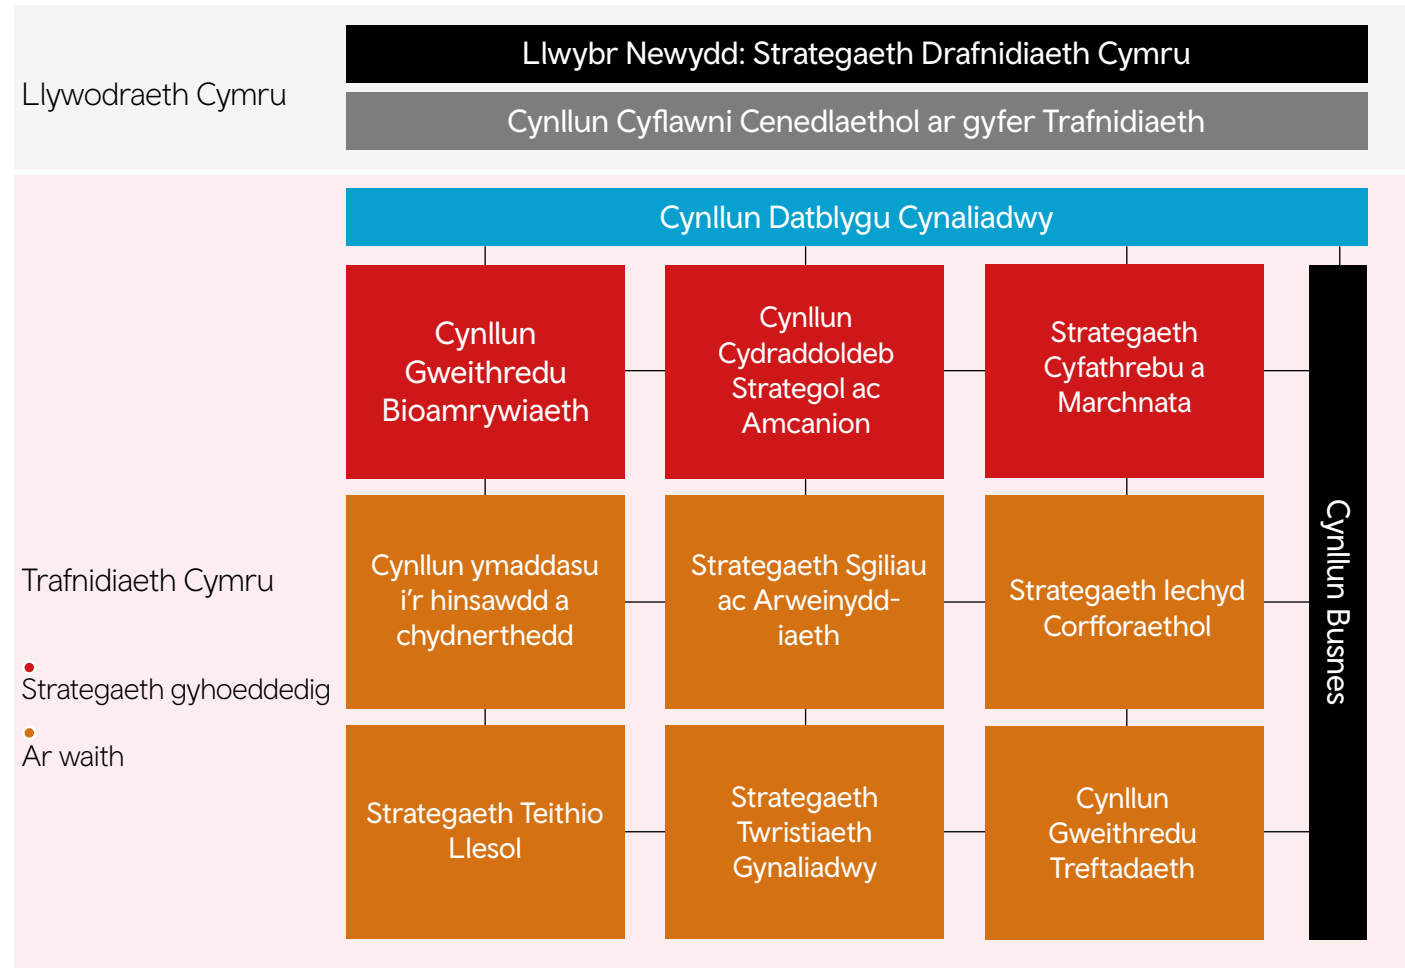 Llywodraeth Cymru
Llwybr Newydd: Strategaeth Drafnidiaeth Cymru
Cynllun Cyflawni Cenedlaethol ar gyfer Trafnidiaeth
Trafnidiaeth Cymru
Strategaeth gyhoeddedig
Ar waith
Cynllun Datblygu Cynaliadwy
Cynllun
Gweithredu
Bioamrywiaeth
Cynllun
Cydraddoldeb
Strategol ac
Amcanion
Strategaeth
Cyfathrebu a
Marchnata
Cynllun ymaddasu
i'r hinsawdd a
chydnerthedd
Strategaeth Sgiliau
ac Arweinydd-
iaeth
Strategaeth Iechyd
Corfforaethol
Strategaeth Teithio
Llesol
Strategaeth
Twristiaeth
Gynaliadwy
Cynllun
Gweithredu
Treftadaeth
Cynllun Busnes